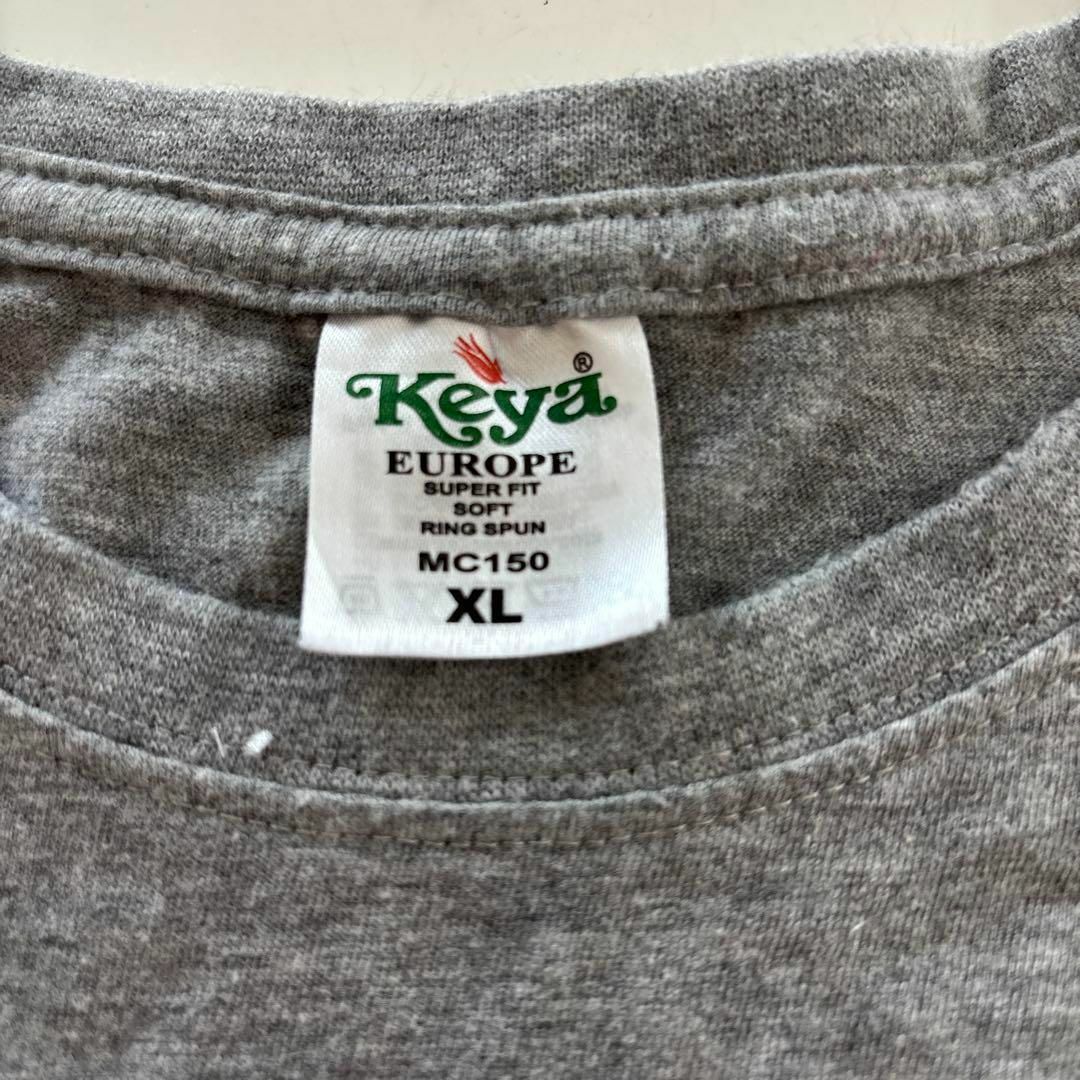 Keya®
EUROPE
SUPER FIT
SOFT
RING SPUN
MC150
XL